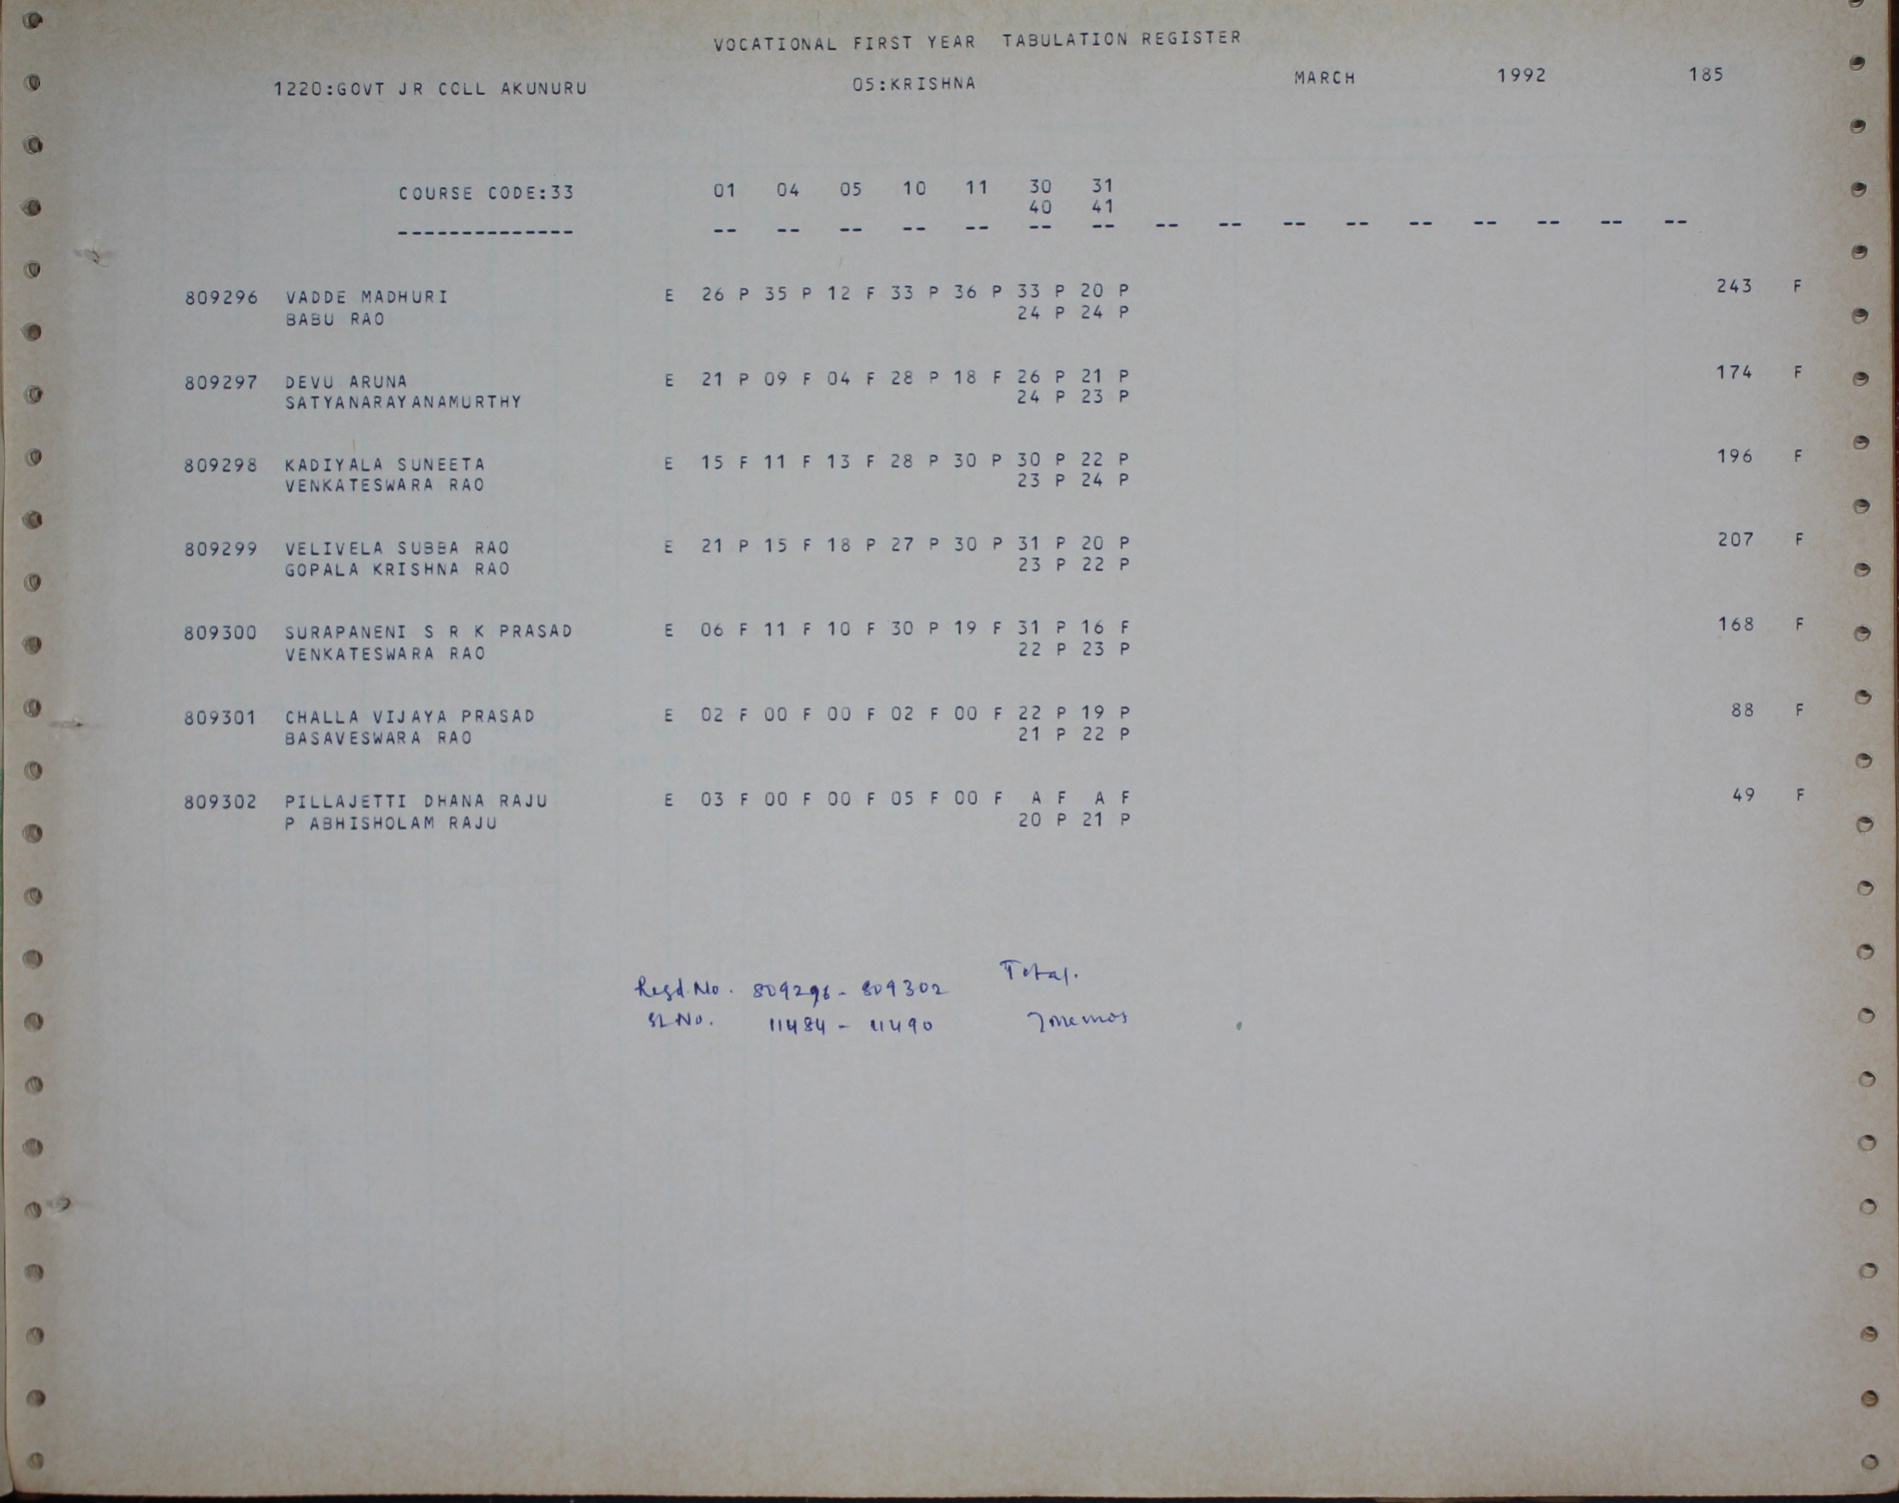 VOCATIONAL FIRST YEAR TABULATION REGISTER
1220:GOVT JR COLL AKUNURU 05:KRISHNA MARCH 1992 185
COURSE CODE:33 01 04 05 10 11 30 31
40 41
-------------- -- -- -- -- -- -- -- -- -- -- -- -- -- -- -- --
809296 VADDE MADHURI E 26 P 35 P 12 F 33 P 36 P 33 P 20 P 243 F
BABU RAO 24 P 24 P
809297 DEVU ARUNA E 21 P 09 F 04 F 28 P 18 F 26 P 21 P 174 F
SATYANARAYANAMURTHY 24 P 23 P
809298 KADIYALA SUNEETA E 15 F 11 F 13 F 28 P 30 P 30 P 22 P 196 F
VENKATESWARA RAO 23 P 24 P
809299 VELIVELA SUBBA RAO E 21 P 15 F 18 P 27 P 30 P 31 P 20 P 207 F
GOPALA KRISHNA RAO 23 P 22 P
809300 SURAPANENI S R K PRASAD E 06 F 11 F 10 F 30 P 19 F 31 P 16 F 168 F
VENKATESWARA RAO 22 P 23 P
809301 CHALLA VIJAYA PRASAD E 02 F 00 F 00 F 02 F 00 F 22 P 19 P 88 F
BASAVESWARA RAO 21 P 22 P
809302 PILLAJETTI DHANA RAJU E 03 F 00 F 00 F 05 F 00 F A F A F 49 F
P ABHISHOLAM RAJU 20 P 21 P
Regd.No. 809296 - 809302 Total.
Sl.No. 11484 - 11490 7 memos